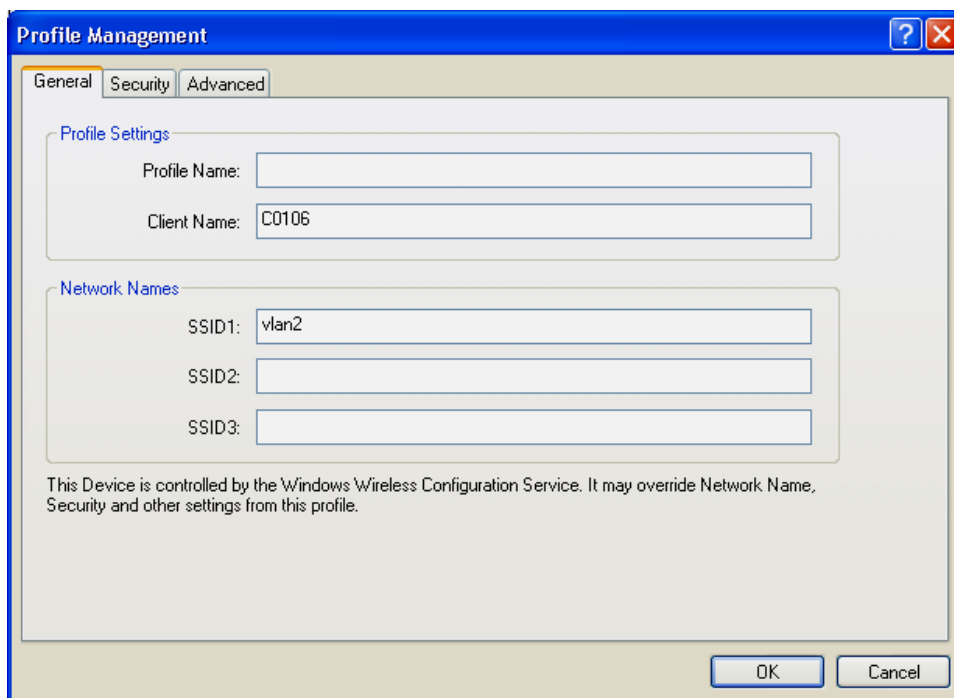 Profile Management
General Security Advanced
Profile Settings
Profile Name:
Client Name: C0106
Network Names
SSID1: vlan2
SSID2:
SSID3:
This Device is controlled by the Windows Wireless Configuration Service. It may override Network Name,
Security and other settings from this profile.
OK Cancel